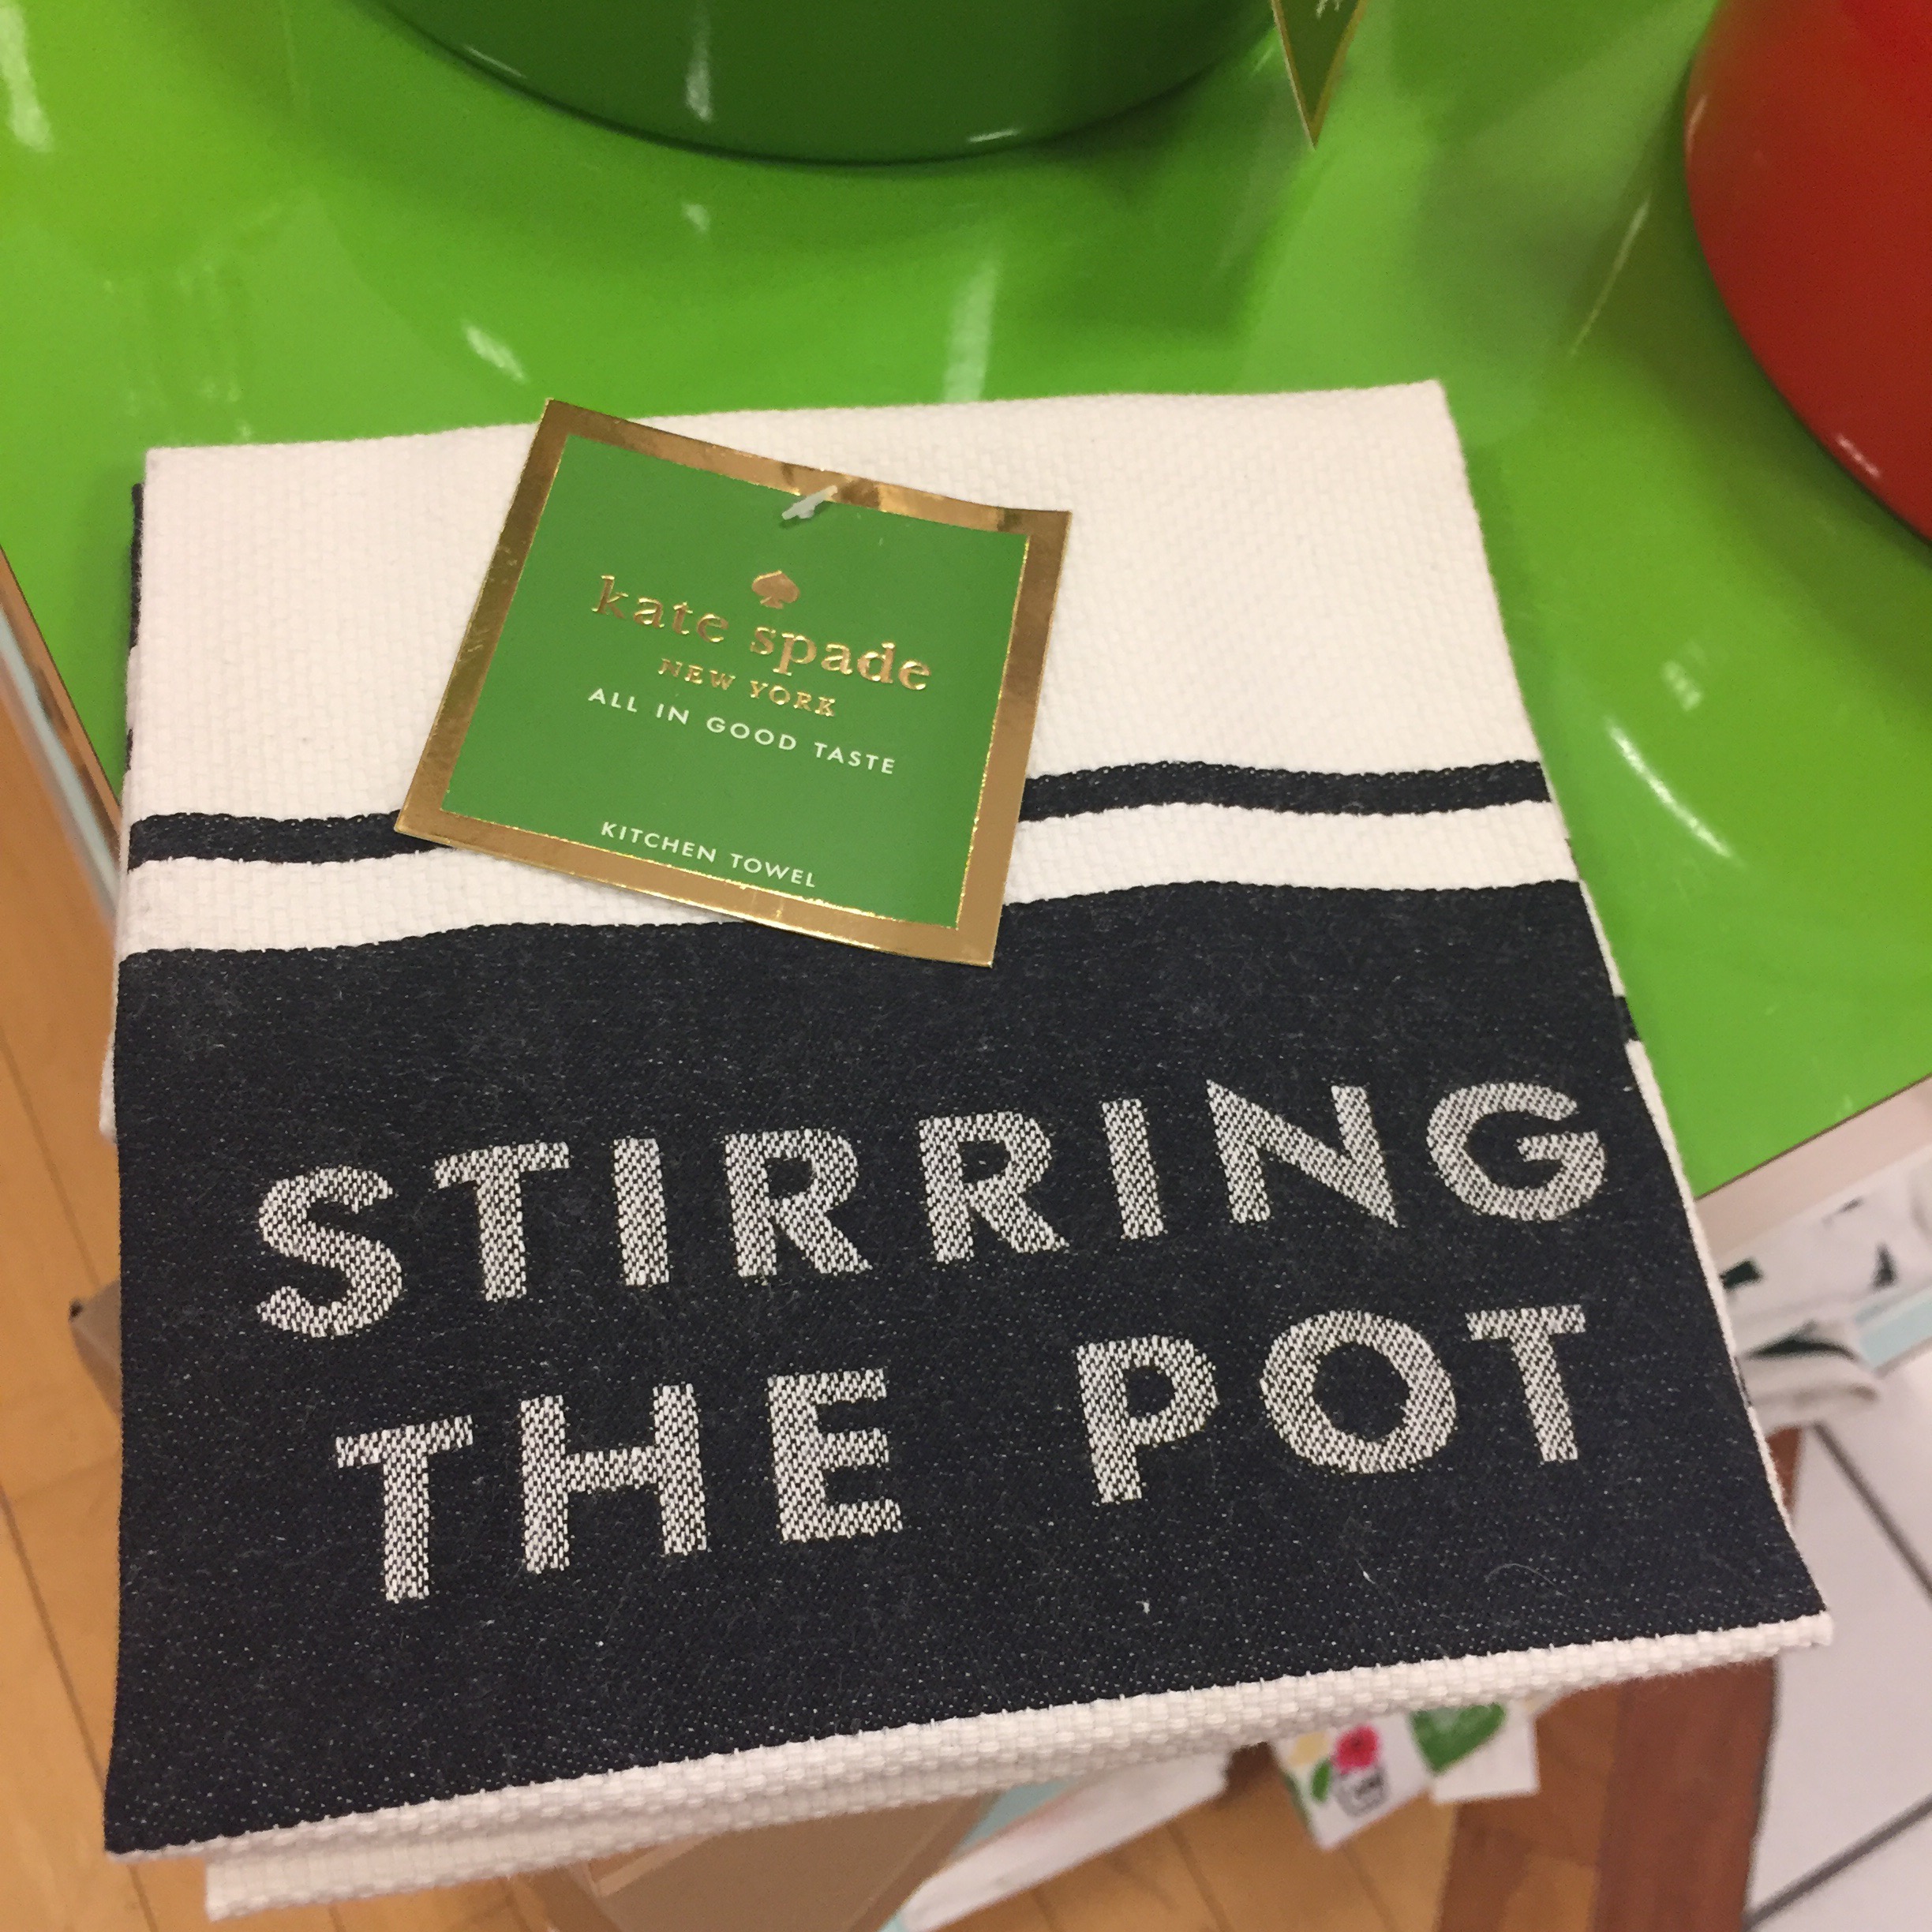 kate spade
NEW YORK
ALL IN GOOD TASTE
KITCHEN TOWEL
STIRRING
THE POT